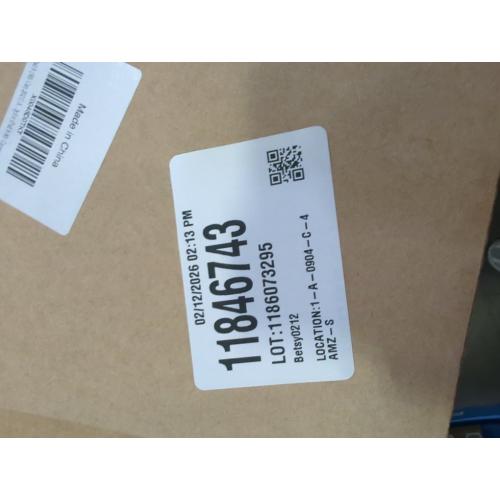 02/12/2026 02:13 PM
11846743
LOT:1186073295
Betsy0212
LOCATION:1-A-0904-C-4
AMZ-S
Made in China